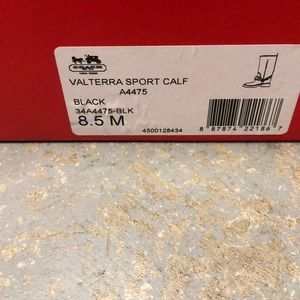 COACH
NEW YORK
VALTERRA SPORT CALF
A4475
BLACK
34A4475-BLK
8.5 M
4500128434
8 87874 22186 7